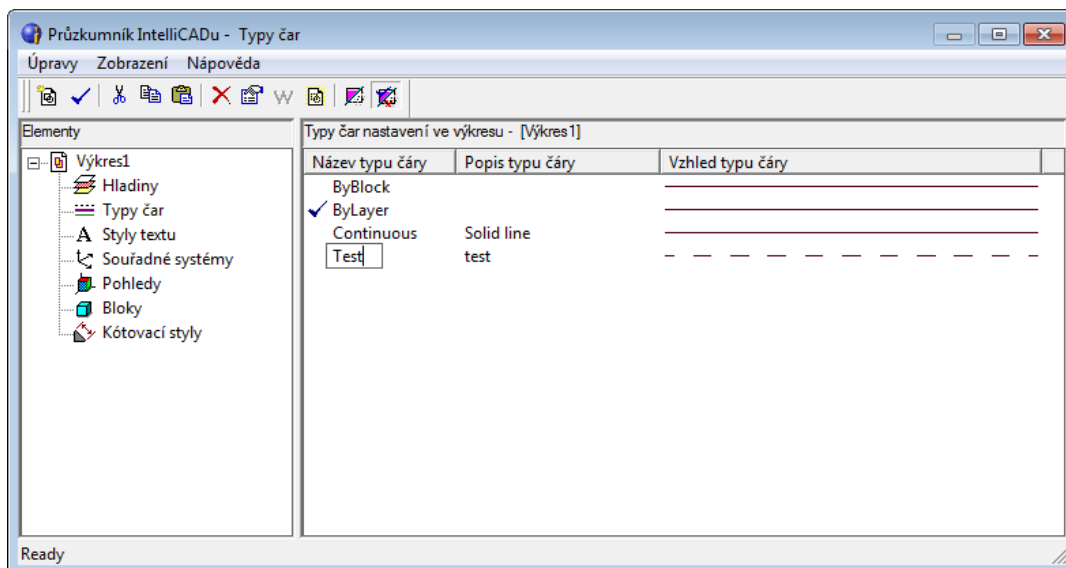 Průzkumník IntelliCADu - Typy čar
Úpravy Zobrazení Nápověda
Elementy
Typy čar nastavení ve výkresu - [Výkres1]
Výkres1
Hladiny
Typy čar
Styly textu
Souřadné systémy
Pohledy
Bloky
Kótovací styly
Název typu čáry Popis typu čáry Vzhled typu čáry
ByBlock
ByLayer
Continuous Solid line
Test test
Ready